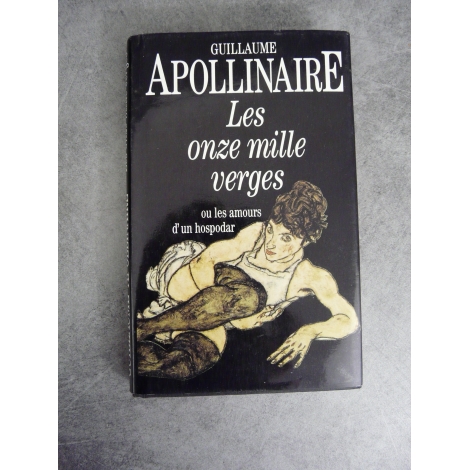 GUILLAUME
APOLLINAIRE
Les
onze mille
verges
ou les amours
d'un hospodar